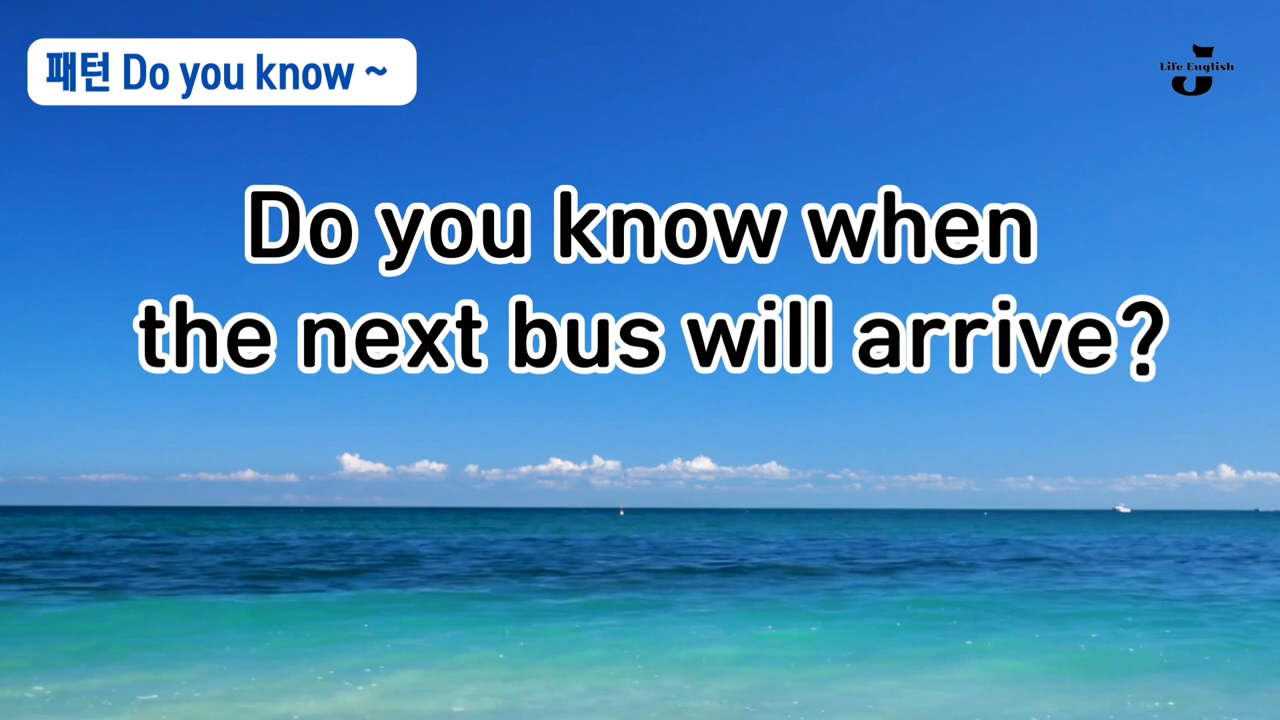 패턴 Do you know ~
J
Life English
Do you know when
the next bus will arrive?